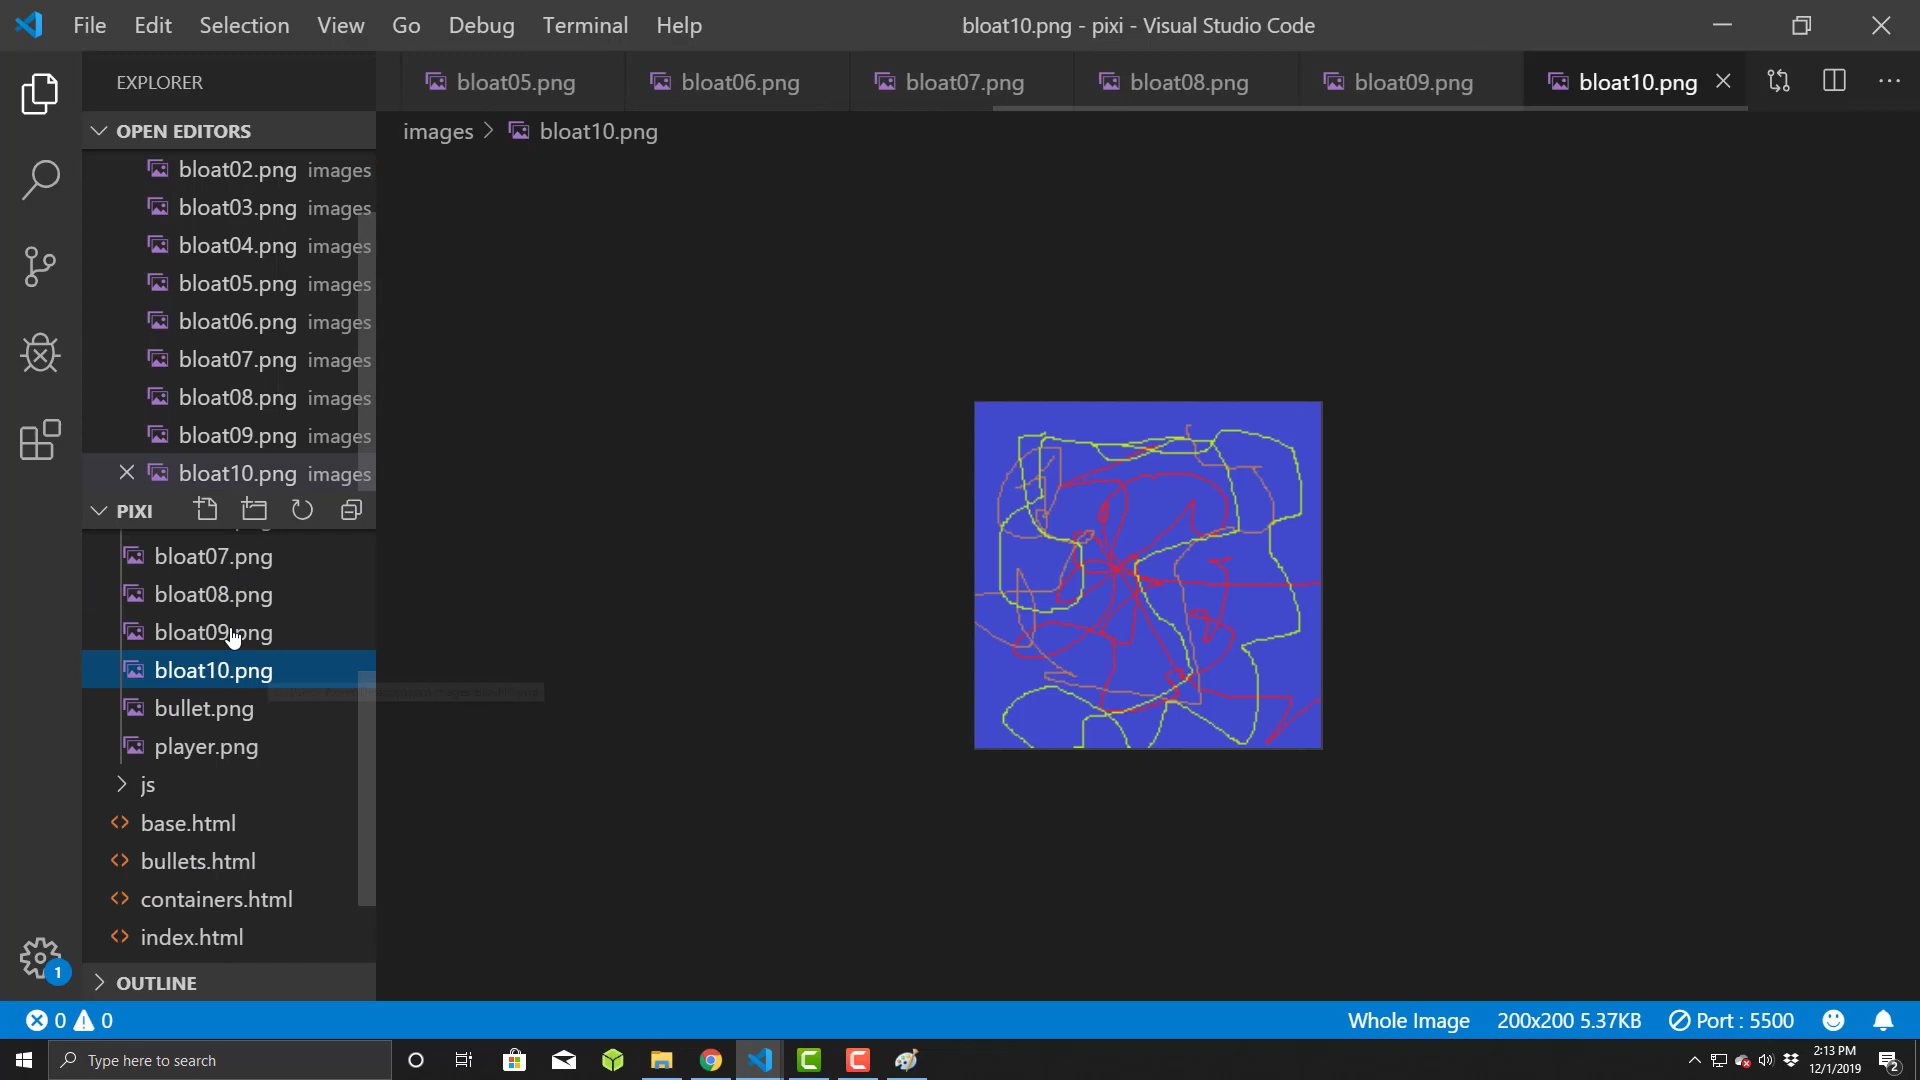 File Edit Selection View Go Debug Terminal Help
bloat10.png - pixi - Visual Studio Code
EXPLORER
bloat05.png bloat06.png bloat07.png bloat08.png bloat09.png bloat10.png
OPEN EDITORS
images > bloat10.png
bloat02.png images
bloat03.png images
bloat04.png images
bloat05.png images
bloat06.png images
bloat07.png images
bloat08.png images
bloat09.png images
bloat10.png images
PIXI
bloat07.png
bloat08.png
bloat09.png
bloat10.png
bullet.png
player.png
js
base.html
bullets.html
containers.html
index.html
1
OUTLINE
0 0
Whole Image 200x200 5.37KB Port : 5500
Type here to search
2:13 PM
12/1/2019
2